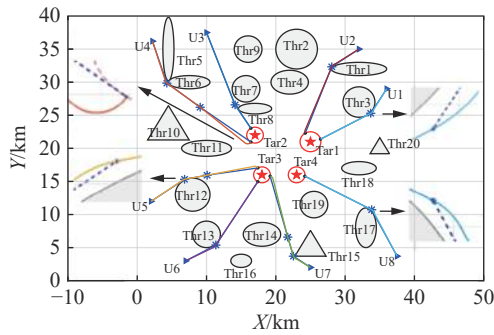 40
35
30
25
20
15
10
5
0
Y/km
U4
U3
U2
Thr5
Thr9
Thr2
Thr1
Thr6
Thr7
Thr4
Thr3
U1
Thr8
Thr10
Tar2
Tar1
Thr20
Thr11
Tar3
Tar4
Thr18
Thr12
U5
Thr19
Thr17
Thr13
Thr14
Thr15
Thr16
U6
U7
U8
−10 0 10 20 30 40 50
X/km